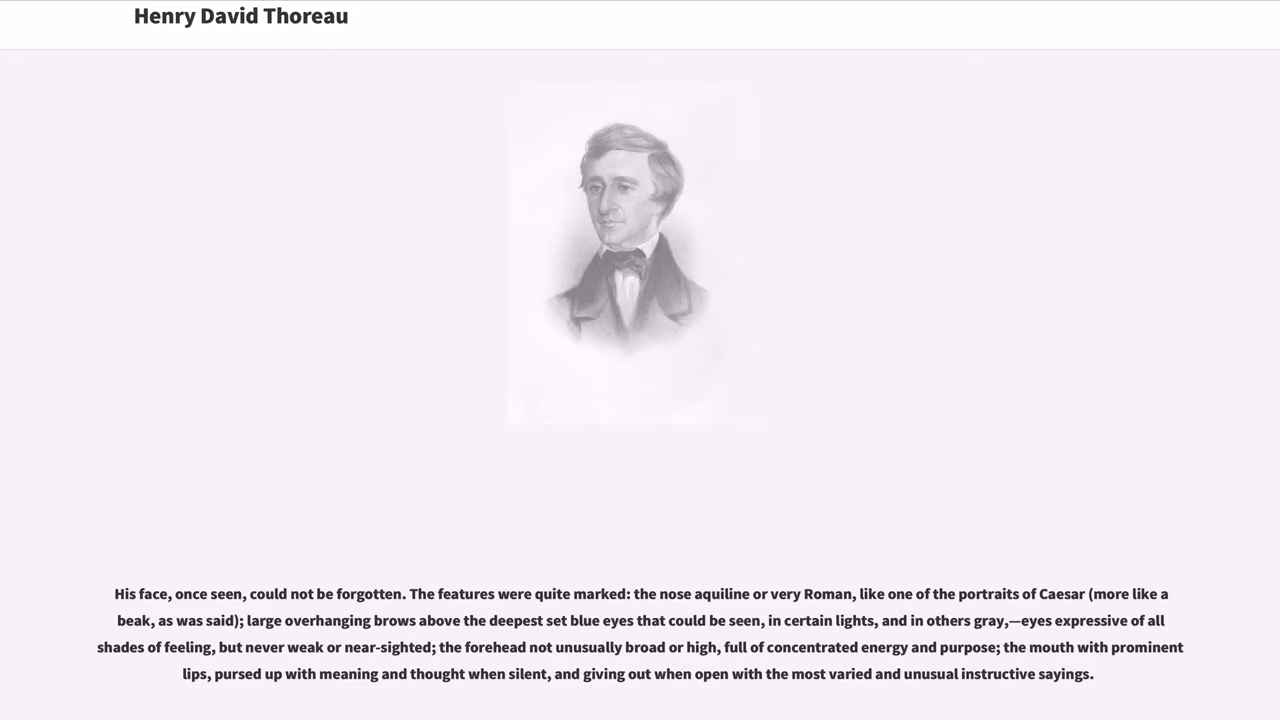 Henry David Thoreau
His face, once seen, could not be forgotten. The features were quite marked: the nose aquiline or very Roman, like one of the portraits of Caesar (more like a
beak, as was said); large overhanging brows above the deepest set blue eyes that could be seen, in certain lights, and in others gray,—eyes expressive of all
shades of feeling, but never weak or near-sighted; the forehead not unusually broad or high, full of concentrated energy and purpose; the mouth with prominent
lips, pursed up with meaning and thought when silent, and giving out when open with the most varied and unusual instructive sayings.